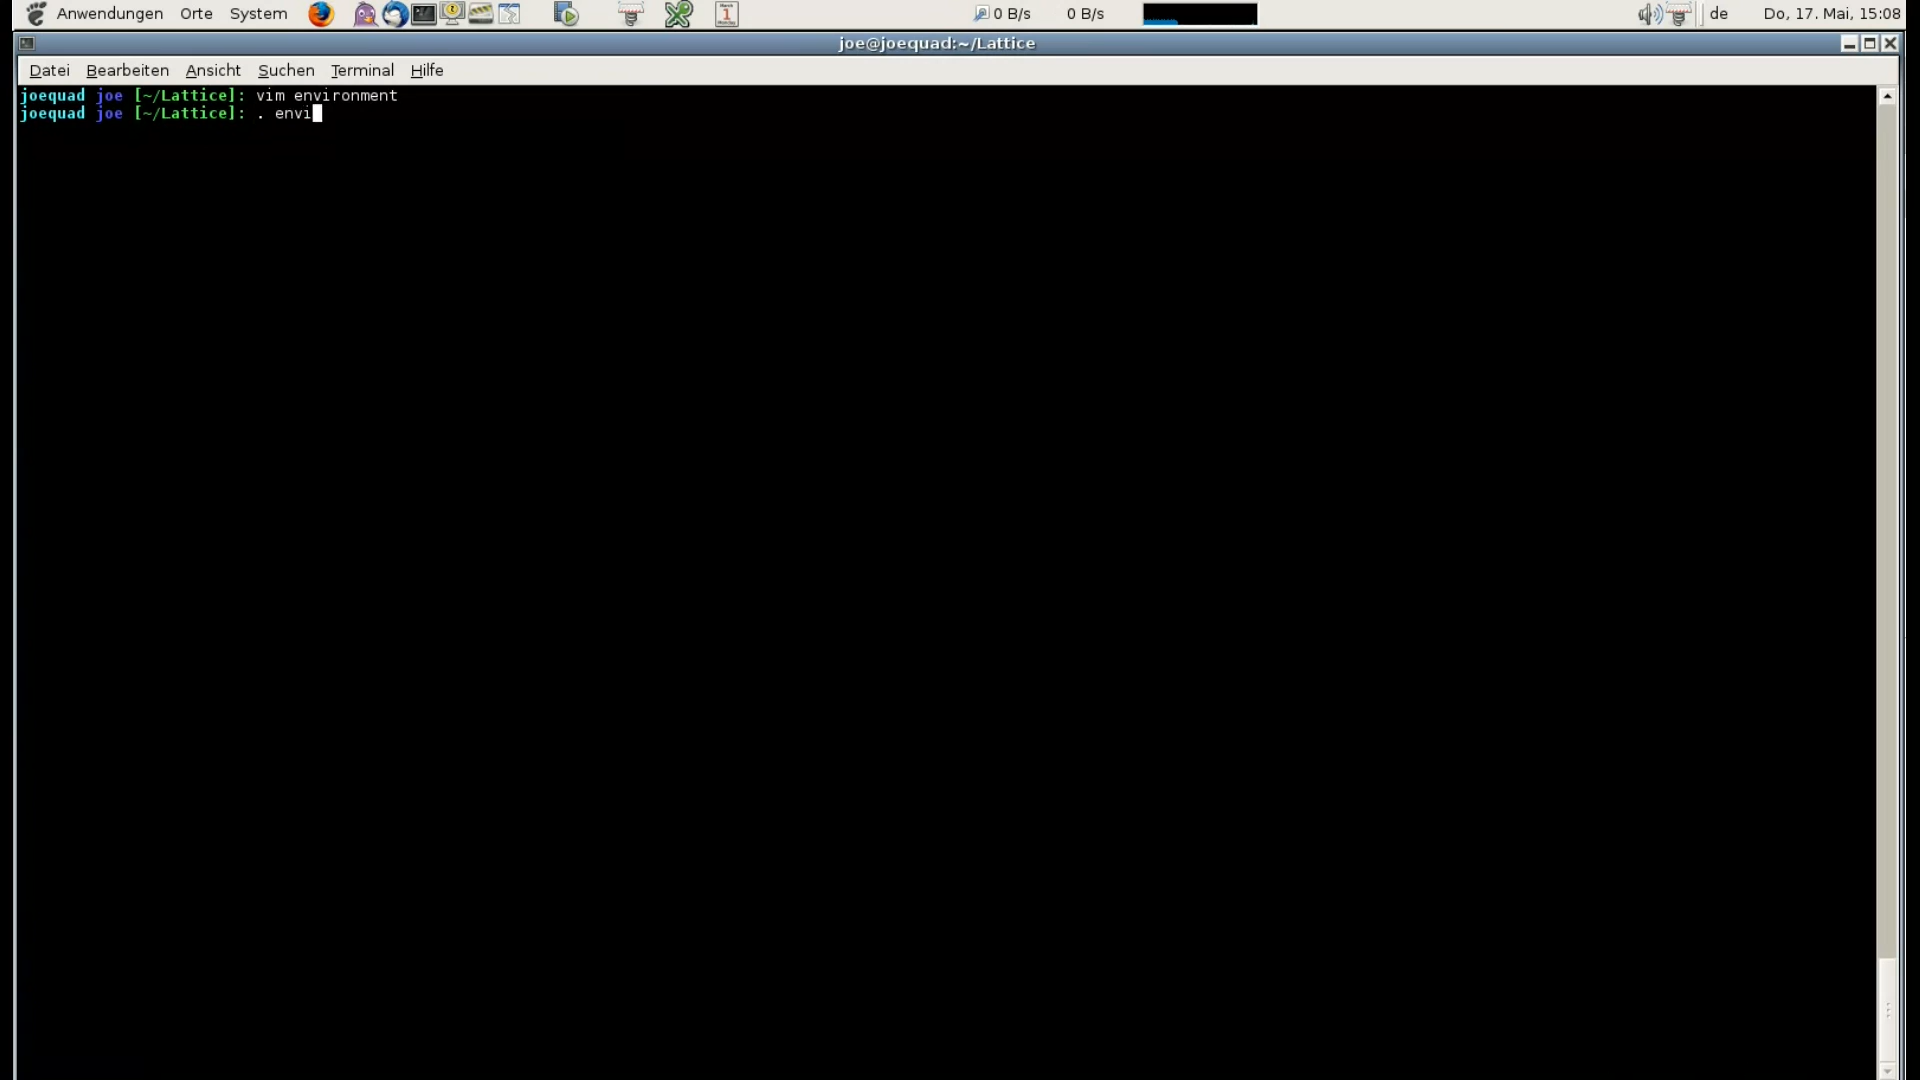 Anwendungen Orte System 0 B/s 0 B/s de Do, 17. Mai, 15:08
joe@joequad:~/Lattice
Datei Bearbeiten Ansicht Suchen Terminal Hilfe
joequad joe [~/Lattice]: vim environment
joequad joe [~/Lattice]: . envi